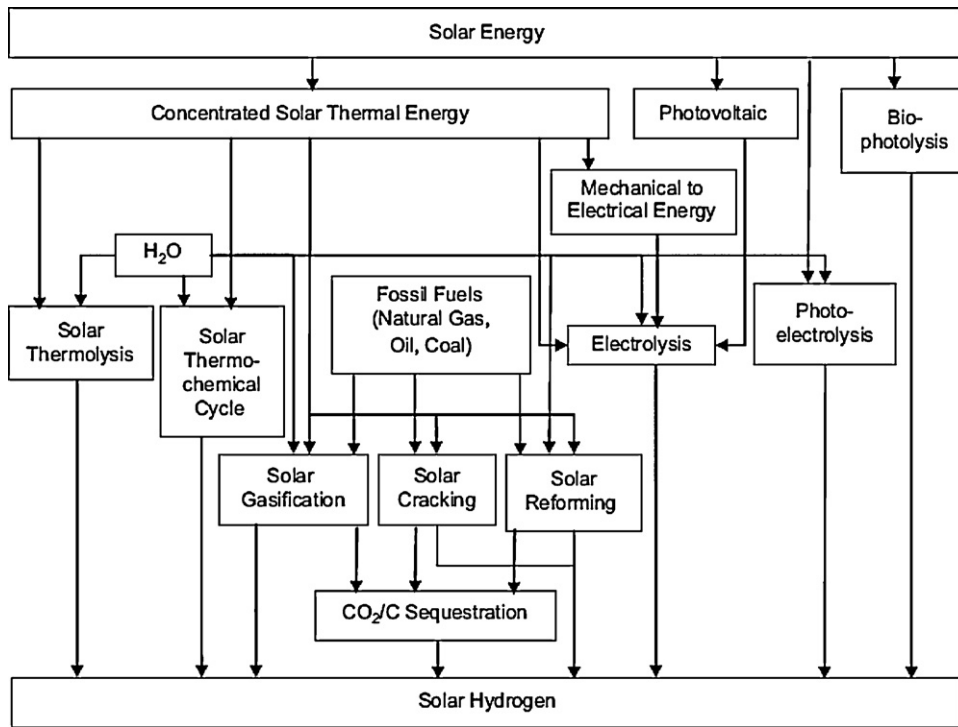 Solar Energy
Concentrated Solar Thermal Energy
Photovoltaic
Bio-
photolysis
Mechanical to
Electrical Energy
H₂O
Fossil Fuels
(Natural Gas,
Oil, Coal)
Solar
Thermolysis
Solar
Thermo-
chemical
Cycle
Electrolysis
Photo-
electrolysis
Solar
Gasification
Solar
Cracking
Solar
Reforming
CO₂/C Sequestration
Solar Hydrogen